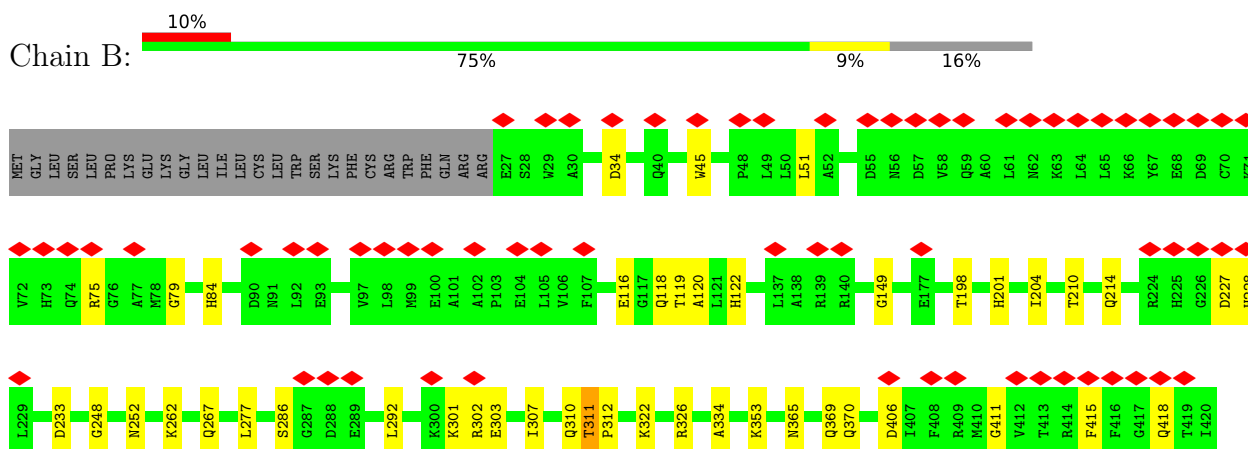 10%
Chain B:
75% 9% 16%
MET GLY LEU SER LEU PRO LYS GLU LYS GLY LEU ILE LEU CYS LEU TRP SER LYS PHE CYS ARG TRP PHE GLN ARG ARG E27 S28 W29 A30 D34 Q40 W45 P48 L49 L50 L51 A52 D55 N56 D57 V58 Q59 A60 L61 N62 K63 L64 L65 K66 Y67 E68 D69 C70 K71
V72 H73 Q74 R75 G76 A77 M78 G79 H84 D90 N91 L92 E93 V97 L98 M99 E100 A101 A102 P103 E104 L105 V106 F107 E116 G117 Q118 T119 A120 L121 H122 L137 A138 R139 R140 G149 E177 T198 H201 I204 T210 Q214 R224 H225 G226 D227 H228
L229 D233 G248 N252 K262 Q267 L277 S286 G287 D288 E289 L292 K300 K301 R302 E303 I307 Q310 T311 P312 K322 R326 A334 K353 N365 Q369 Q370 D406 I407 F408 R409 M410 G411 V412 T413 R414 F415 F416 G417 Q418 T419 I420